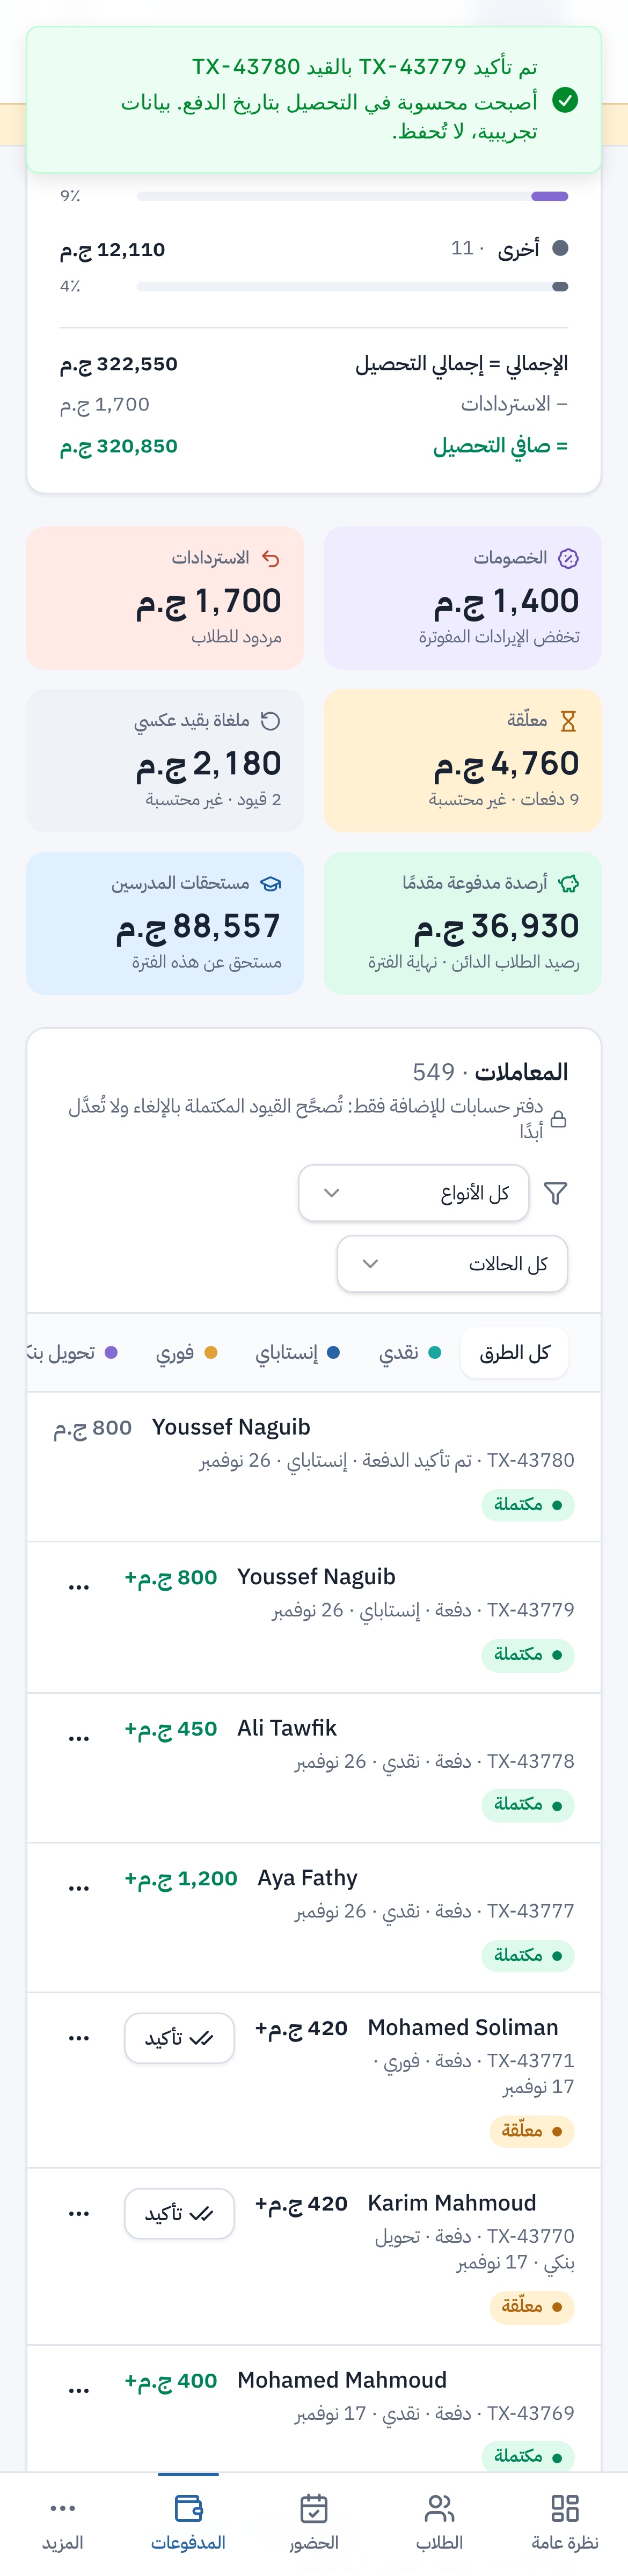 تم تأكيد TX-43779 بالقيد TX-43780
أصبحت محسوبة في التحصيل بتاريخ الدفع. بيانات
تجريبية، لا تُحفظ.
9٪
أخرى · 11 12,110 ج.م
4٪
الإجمالي = إجمالي التحصيل 322,550 ج.م
− الاستردادات 1,700 ج.م
= صافي التحصيل 320,850 ج.م
الخصومات
1,400 ج.م
تخفض الإيرادات المفوترة
الاستردادات
1,700 ج.م
مردود للطلاب
معلّقة
4,760 ج.م
9 دفعات · غير محتسبة
ملغاة بقيد عكسي
2,180 ج.م
2 قيود · غير محتسبة
أرصدة مدفوعة مقدمًا
36,930 ج.م
رصيد الطلاب الدائن · نهاية الفترة
مستحقات المدرسين
88,557 ج.م
مستحق عن هذه الفترة
المعاملات · 549
دفتر حسابات للإضافة فقط: تُصحَّح القيود المكتملة بالإلغاء ولا تُعدَّل
أبدًا
كل الأنواع
كل الحالات
كل الطرق نقدي إنستاباي فوري تحويل بنك
Youssef Naguib 800 ج.م
TX-43780 · تم تأكيد الدفعة · إنستاباي · 26 نوفمبر
مكتملة
Youssef Naguib 800 ج.م+ ...
TX-43779 · دفعة · إنستاباي · 26 نوفمبر
مكتملة
Ali Tawfik 450 ج.م+ ...
TX-43778 · دفعة · نقدي · 26 نوفمبر
مكتملة
Aya Fathy 1,200 ج.م+ ...
TX-43777 · دفعة · نقدي · 26 نوفمبر
مكتملة
Mohamed Soliman 420 ج.م+ تأكيد ...
TX-43771 · دفعة · فوري ·
17 نوفمبر
معلّقة
Karim Mahmoud 420 ج.م+ تأكيد ...
TX-43770 · دفعة · تحويل
بنكي · 17 نوفمبر
معلّقة
Mohamed Mahmoud 400 ج.م+ ...
TX-43769 · دفعة · نقدي · 17 نوفمبر
مكتملة
نظرة عامة الطلاب الحضور المدفوعات المزيد